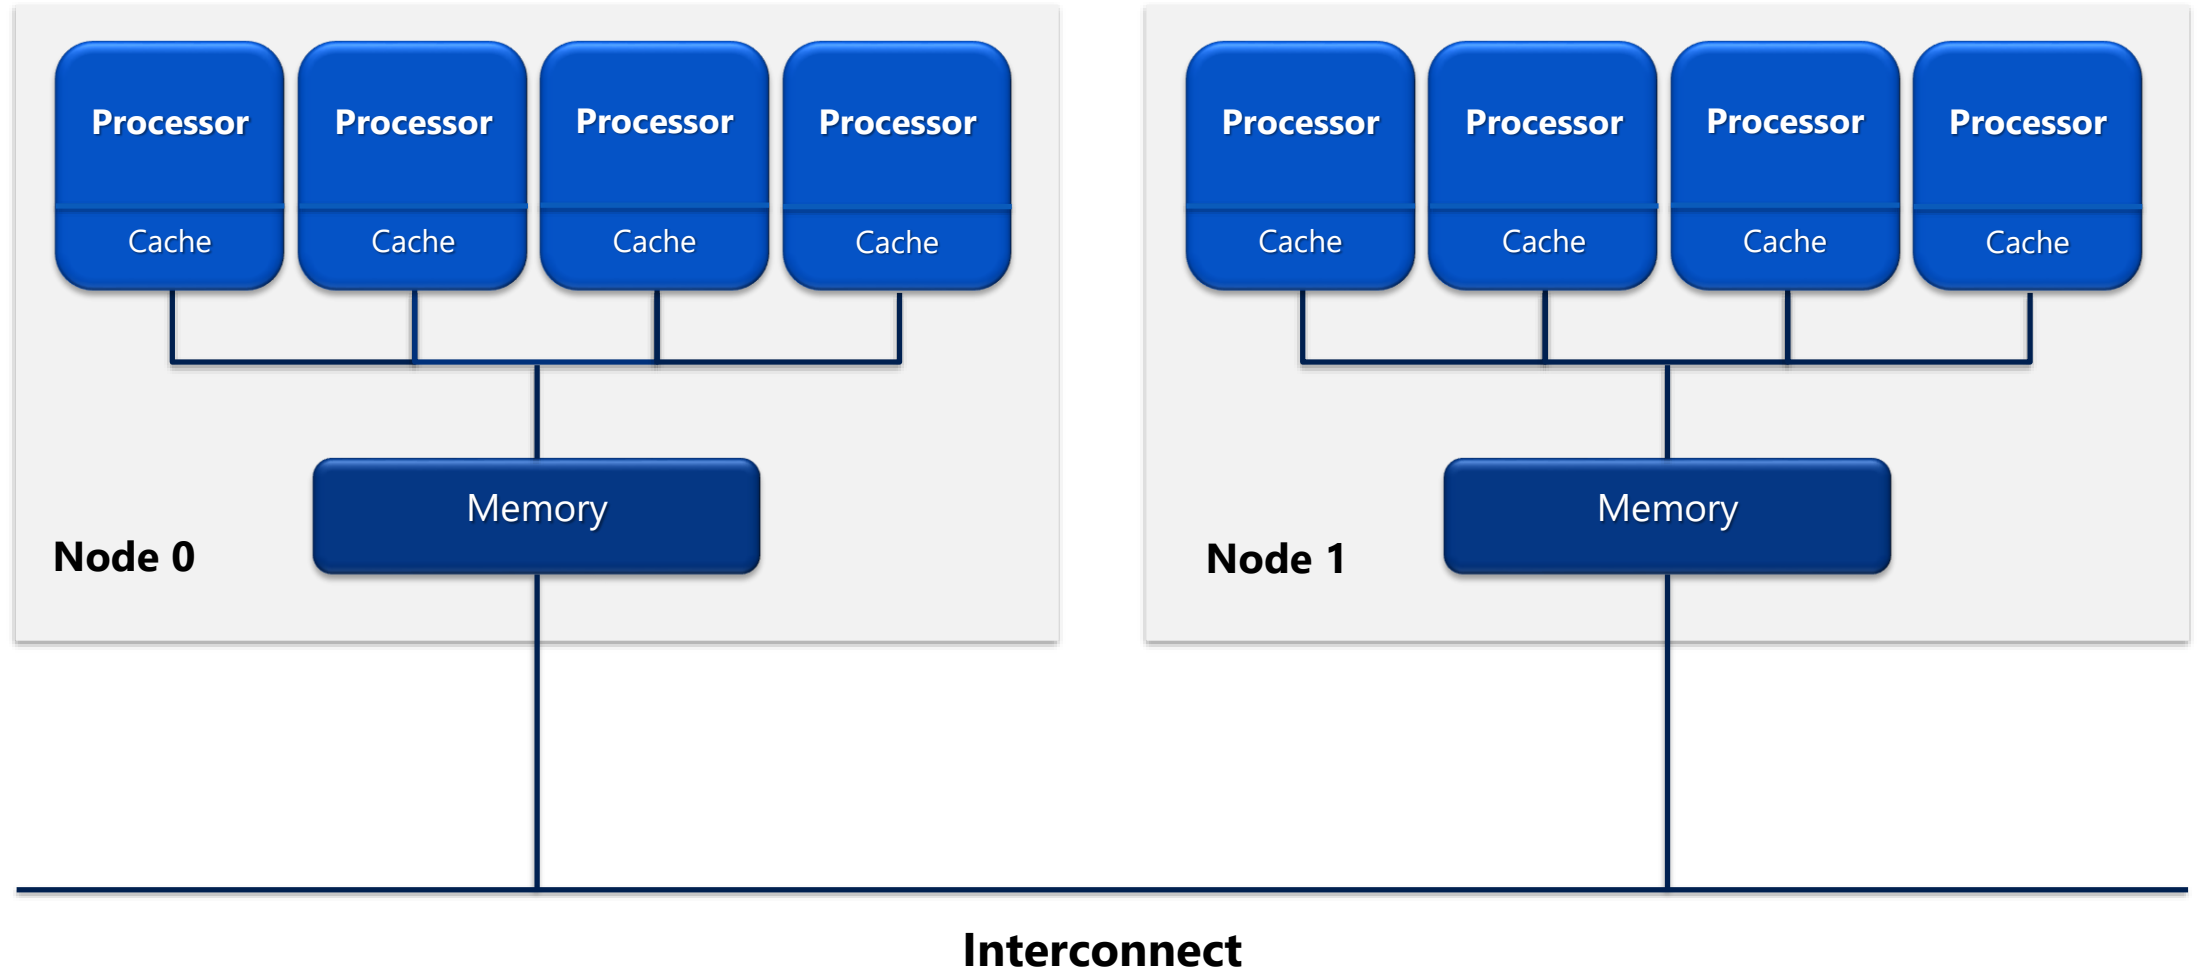 Processor
Processor
Processor
Processor
Cache
Cache
Cache
Cache
Memory
Node 0
Processor
Processor
Processor
Processor
Cache
Cache
Cache
Cache
Memory
Node 1
Interconnect